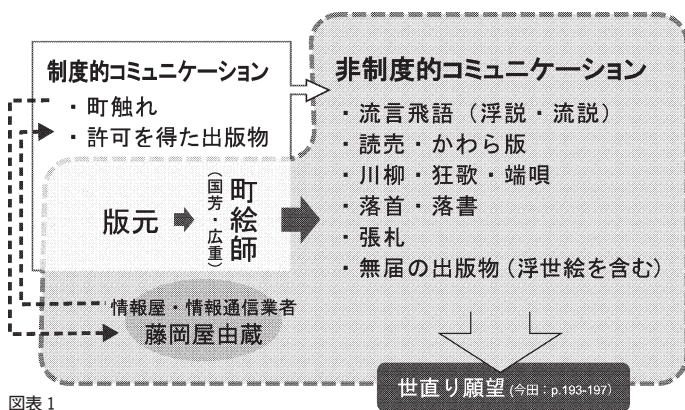 制度的コミュニケーション
・町触れ
・許可を得た出版物
版元
町絵師
(国芳・広重)
情報屋・情報通信業者
藤岡屋由蔵
非制度的コミュニケーション
・流言飛語（浮説・流説）
・読売・かわら版
・川柳・狂歌・端唄
・落首・落書
・張札
・無届の出版物（浮世絵を含む）
世直り願望 (今田：p.193-197)
図表 1